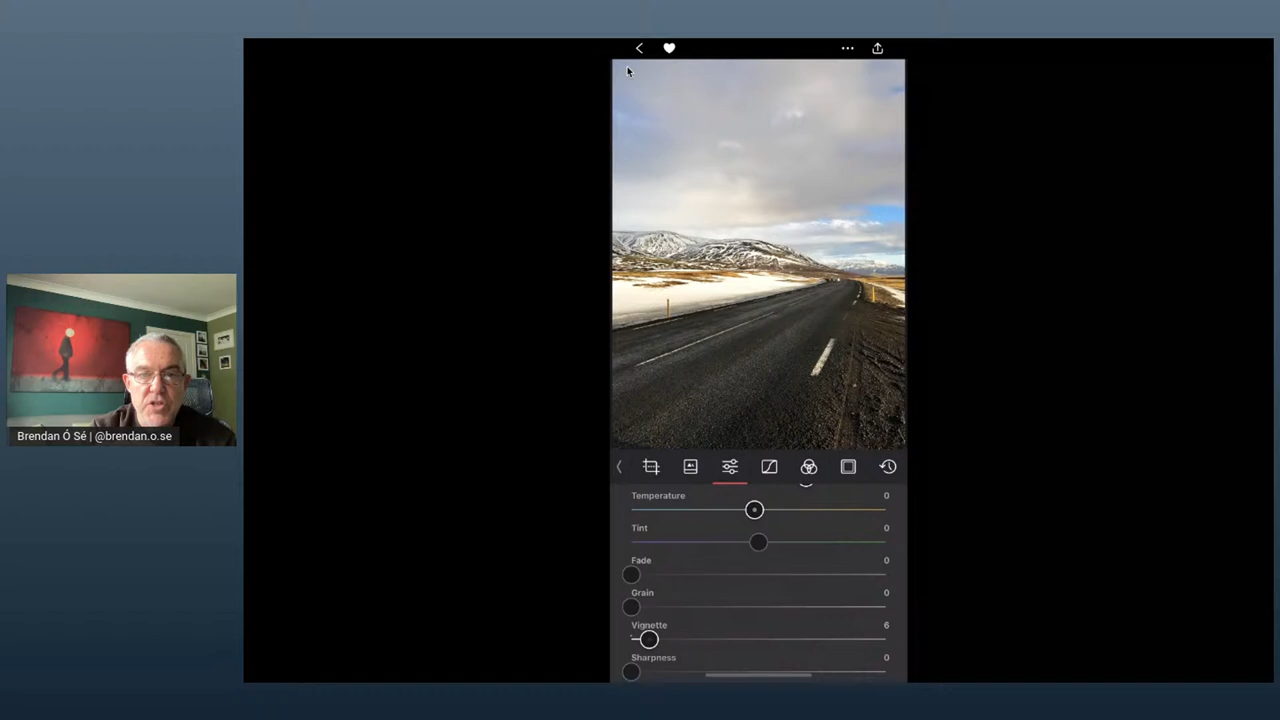 Brendan Ó Sé | @brendan.o.se
Temperature 0
Tint 0
Fade 0
Grain 0
Vignette 6
Sharpness 0